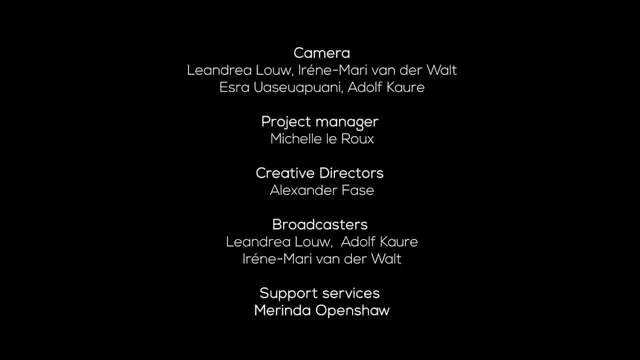 Camera
Leandrea Louw, Iréne-Mari van der Walt
Esra Uaseuapuani, Adolf Kaure
Project manager
Michelle le Roux
Creative Directors
Alexander Fase
Broadcasters
Leandrea Louw, Adolf Kaure
Iréne-Mari van der Walt
Support services
Merinda Openshaw